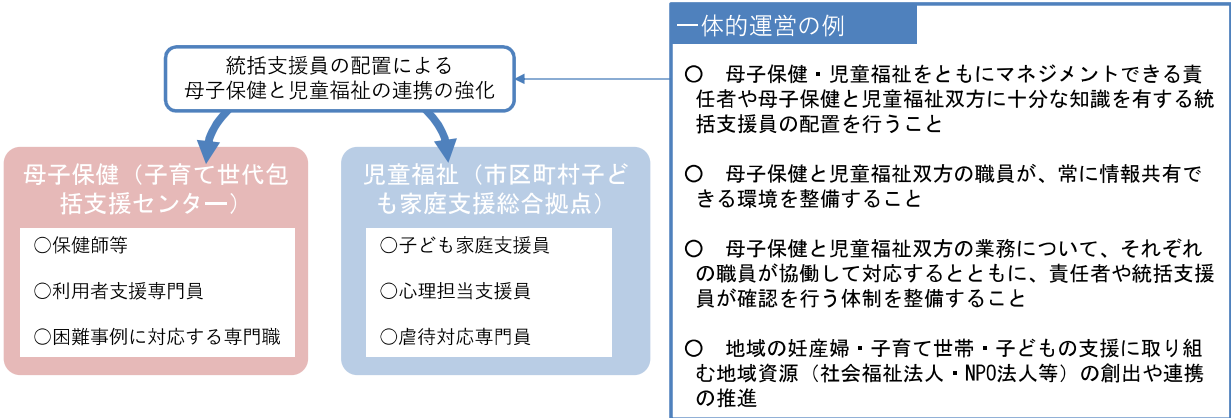 統括支援員の配置による
母子保健と児童福祉の連携の強化
母子保健（子育て世代包
括支援センター）
○保健師等
○利用者支援専門員
○困難事例に対応する専門職
児童福祉（市区町村子ど
も家庭支援総合拠点）
○子ども家庭支援員
○心理担当支援員
○虐待対応専門員
一体的運営の例
○　母子保健・児童福祉をともにマネジメントできる責
任者や母子保健と児童福祉双方に十分な知識を有する統
括支援員の配置を行うこと
○　母子保健と児童福祉双方の職員が、常に情報共有で
きる環境を整備すること
○　母子保健と児童福祉双方の業務について、それぞれ
の職員が協働して対応するとともに、責任者や統括支援
員が確認を行う体制を整備すること
○　地域の妊産婦・子育て世帯・子どもの支援に取り組
む地域資源（社会福祉法人・NPO法人等）の創出や連携
の推進